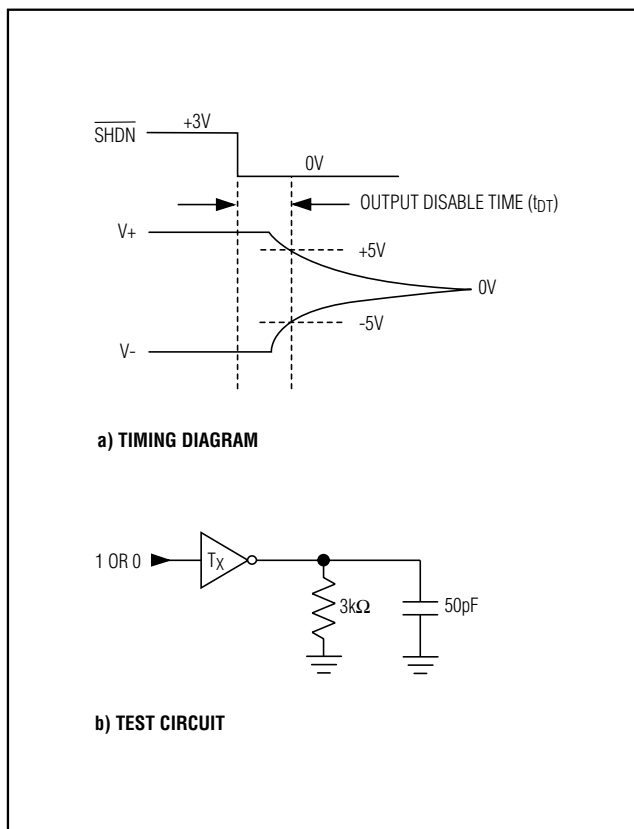 +3V
SHDN
0V
OUTPUT DISABLE TIME (tDT)
V+
+5V
0V
-5V
V-
a) TIMING DIAGRAM
1 OR 0
TX
3kΩ
50pF
b) TEST CIRCUIT